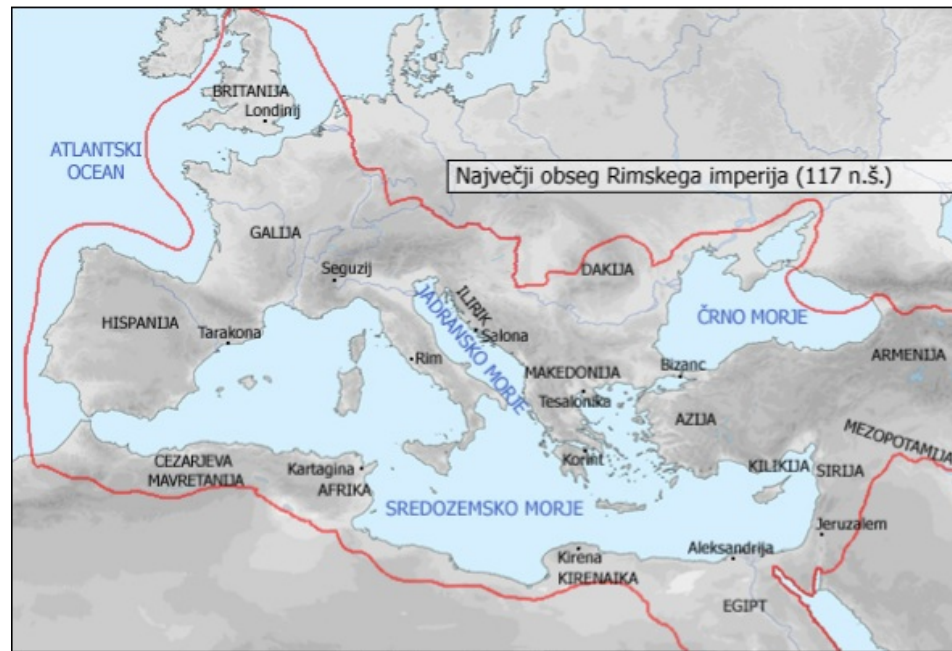 BRITANIJA
Londinij
ATLANTSKI
OCEAN
Največji obseg Rimskega imperija (117 n.š.)
GALIJA
Seguzij
DAKIJA
HISPANIJA
Tarakona
ILIRIK
JADRANSKO MORJE
Salona
Rim
ČRNO MORJE
Bizanc
ARMENIJA
MAKEDONIJA
Tesalonika
AZIJA
MEZOPOTAMIJA
CEZARJEVA
MAVRETANIJA
Kartagina
AFRIKA
Korint
KILIKIJA
SIRIJA
SREDOZEMSKO MORJE
Jeruzalem
Kirena
KIRENAIKA
Aleksandrija
EGIPT